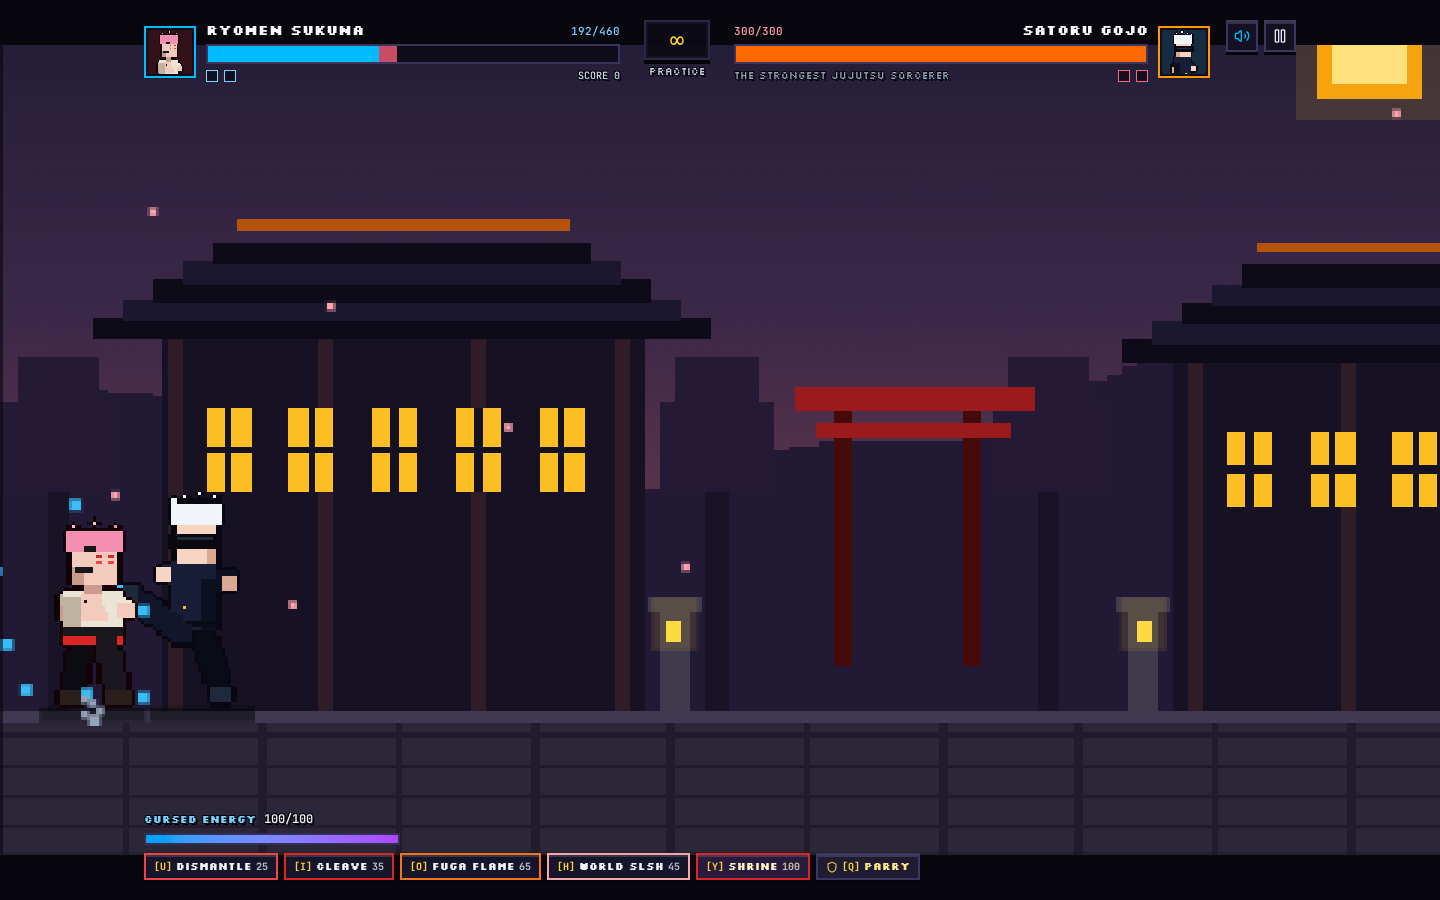 RYOMEN SUKUNA 192/460
SCORE 0
∞
PRACTICE
300/300 SATORU GOJO
THE STRONGEST JUJUTSU SORCERER
CURSED ENERGY 100/100
[U] DISMANTLE 25 [I] CLEAVE 35 [O] FUGA FLAME 65 [H] WORLD SLSH 45 [Y] SHRINE 100 [Q] PARRY